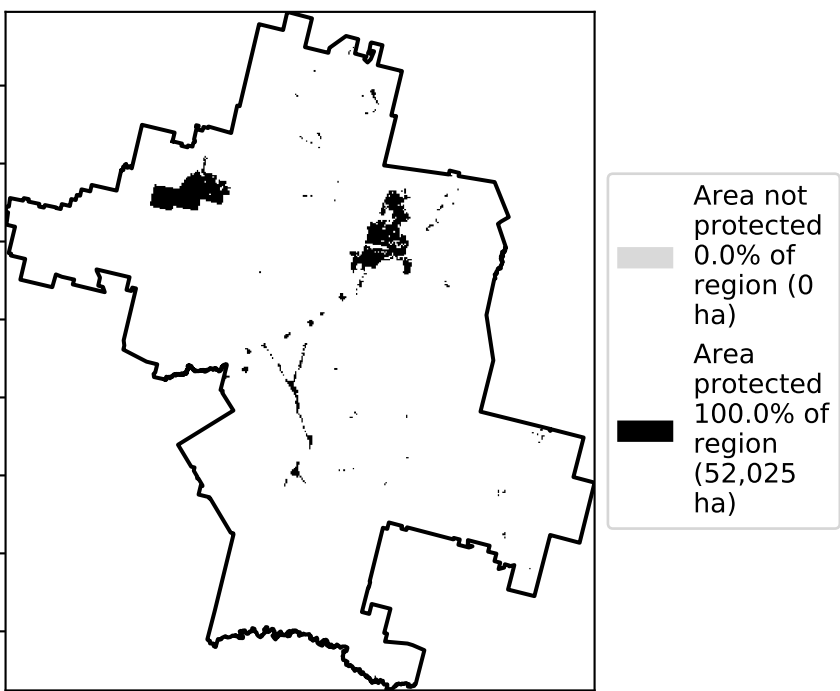 Area not
protected
0.0% of
region (0
ha)
Area
protected
100.0% of
region
(52,025
ha)